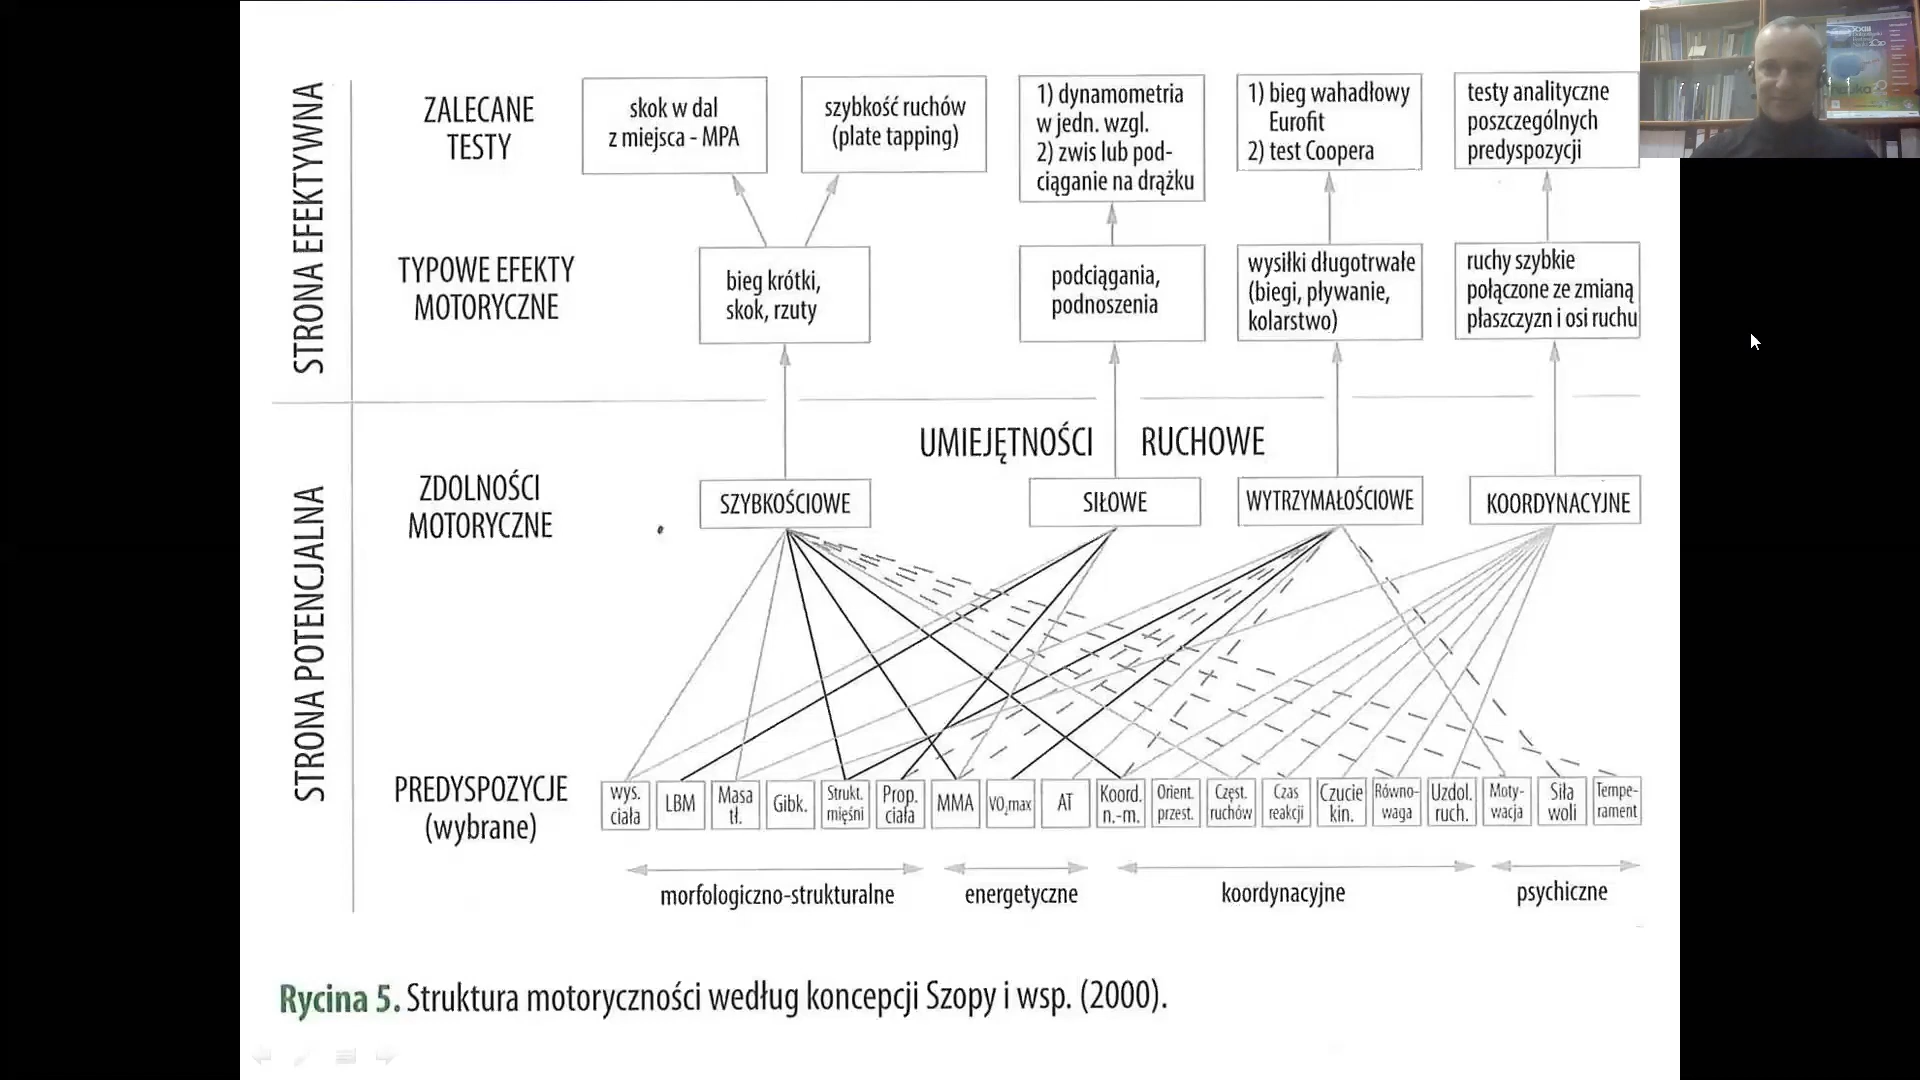 STRONA EFEKTYWNA
ZALECANE
TESTY
skok w dal
z miejsca - MPA
szybkość ruchów
(plate tapping)
1) dynamometria
w jedn. wzgl.
2) zwis lub pod-
ciąganie na drążku
1) bieg wahadłowy
Eurofit
2) test Coopera
testy analityczne
poszczególnych
predyspozycji
TYPOWE EFEKTY
MOTORYCZNE
bieg krótki,
skok, rzuty
podciągania,
podnoszenia
wysiłki długotrwałe
(biegi, pływanie,
kolarstwo)
ruchy szybkie
połączone ze zmianą
płaszczyzn i osi ruchu
UMIEJĘTNOŚCI RUCHOWE
STRONA POTENCJALNA
ZDOLNOŚCI
MOTORYCZNE
SZYBKOŚCIOWE
SIŁOWE
WYTRZYMAŁOŚCIOWE
KOORDYNACYJNE
PREDYSPOZYCJE
(wybrane)
wys.
ciała
LBM
Masa
tł.
Gibk.
Strukt.
mięśni
Prop.
ciała
MMA
VO₂max
AT
Koord.
n.-m.
Orient.
przest.
Częst.
ruchów
Czas
reakcji
Czucie
kin.
Równo-
waga
Uzdol.
ruch.
Moty-
wacja
Siła
woli
Tempe-
rament
morfologiczno-strukturalne
energetyczne
koordynacyjne
psychiczne
Rycina 5. Struktura motoryczności według koncepcji Szopy i wsp. (2000).